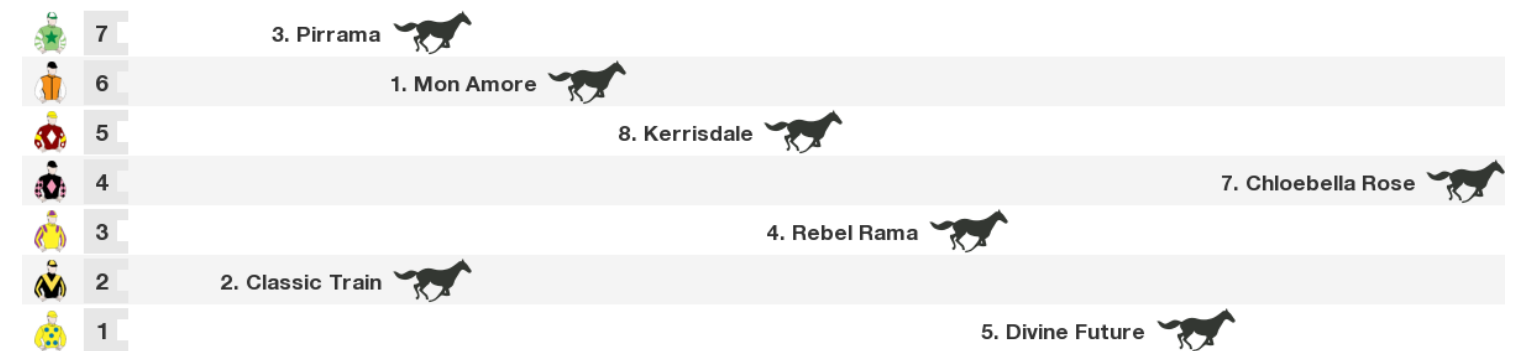 7 3. Pirrama
6 1. Mon Amore
5 8. Kerrisdale
4 7. Chloebella Rose
3 4. Rebel Rama
2 2. Classic Train
1 5. Divine Future